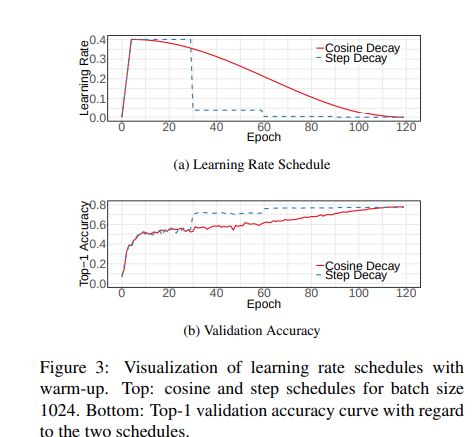 Learning Rate
0.4
0.3
0.2
0.1
0.0
Cosine Decay
Step Decay
0 20 40 60 80 100 120
Epoch
(a) Learning Rate Schedule
Top−1 Accuracy
0.8
0.6
0.4
0.2
0.0
Cosine Decay
Step Decay
0 20 40 60 80 100 120
Epoch
(b) Validation Accuracy
Figure 3: Visualization of learning rate schedules with
warm-up. Top: cosine and step schedules for batch size
1024. Bottom: Top-1 validation accuracy curve with regard
to the two schedules.